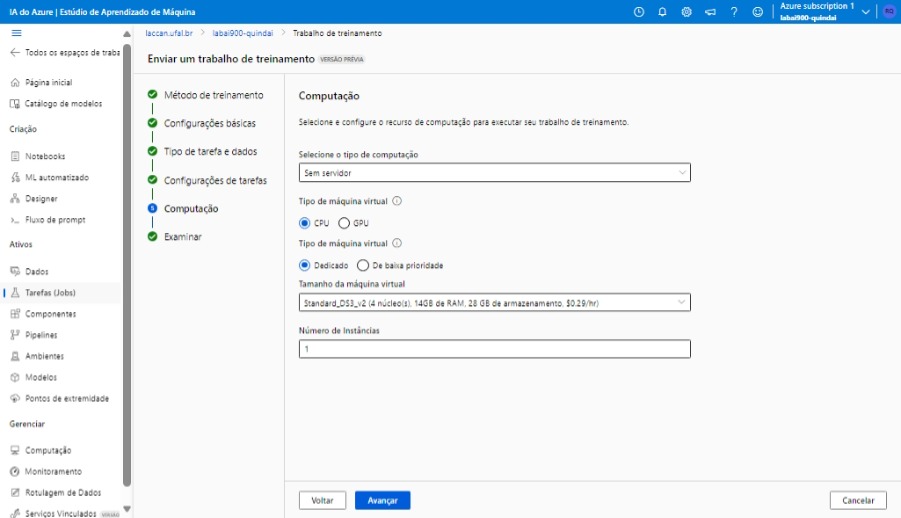 IA do Azure | Estúdio de Aprendizado de Máquina
Azure subscription 1
labai900-quindai
RQ
Todos os espaços de traba
Página inicial
Catálogo de modelos
Criação
Notebooks
ML automatizado
Designer
Fluxo de prompt
Ativos
Dados
Tarefas (Jobs)
Componentes
Pipelines
Ambientes
Modelos
Pontos de extremidade
Gerenciar
Computação
Monitoramento
Rotulagem de Dados
Serviços Vinculados
laccan.ufal.br > labai900-quindai > Trabalho de treinamento
Enviar um trabalho de treinamento VERSÃO PRÉVIA
Método de treinamento
Configurações básicas
Tipo de tarefa e dados
Configurações de tarefas
Computação
Examinar
Computação
Selecione e configure o recurso de computação para executar seu trabalho de treinamento.
Selecione o tipo de computação
Sem servidor
Tipo de máquina virtual
CPU GPU
Tipo de máquina virtual
Dedicado De baixa prioridade
Tamanho da máquina virtual
Standard_DS3_v2 (4 núcleo(s), 14GB de RAM, 28 GB de armazenamento, $0.29/hr)
Número de Instâncias
1
Voltar Avançar Cancelar